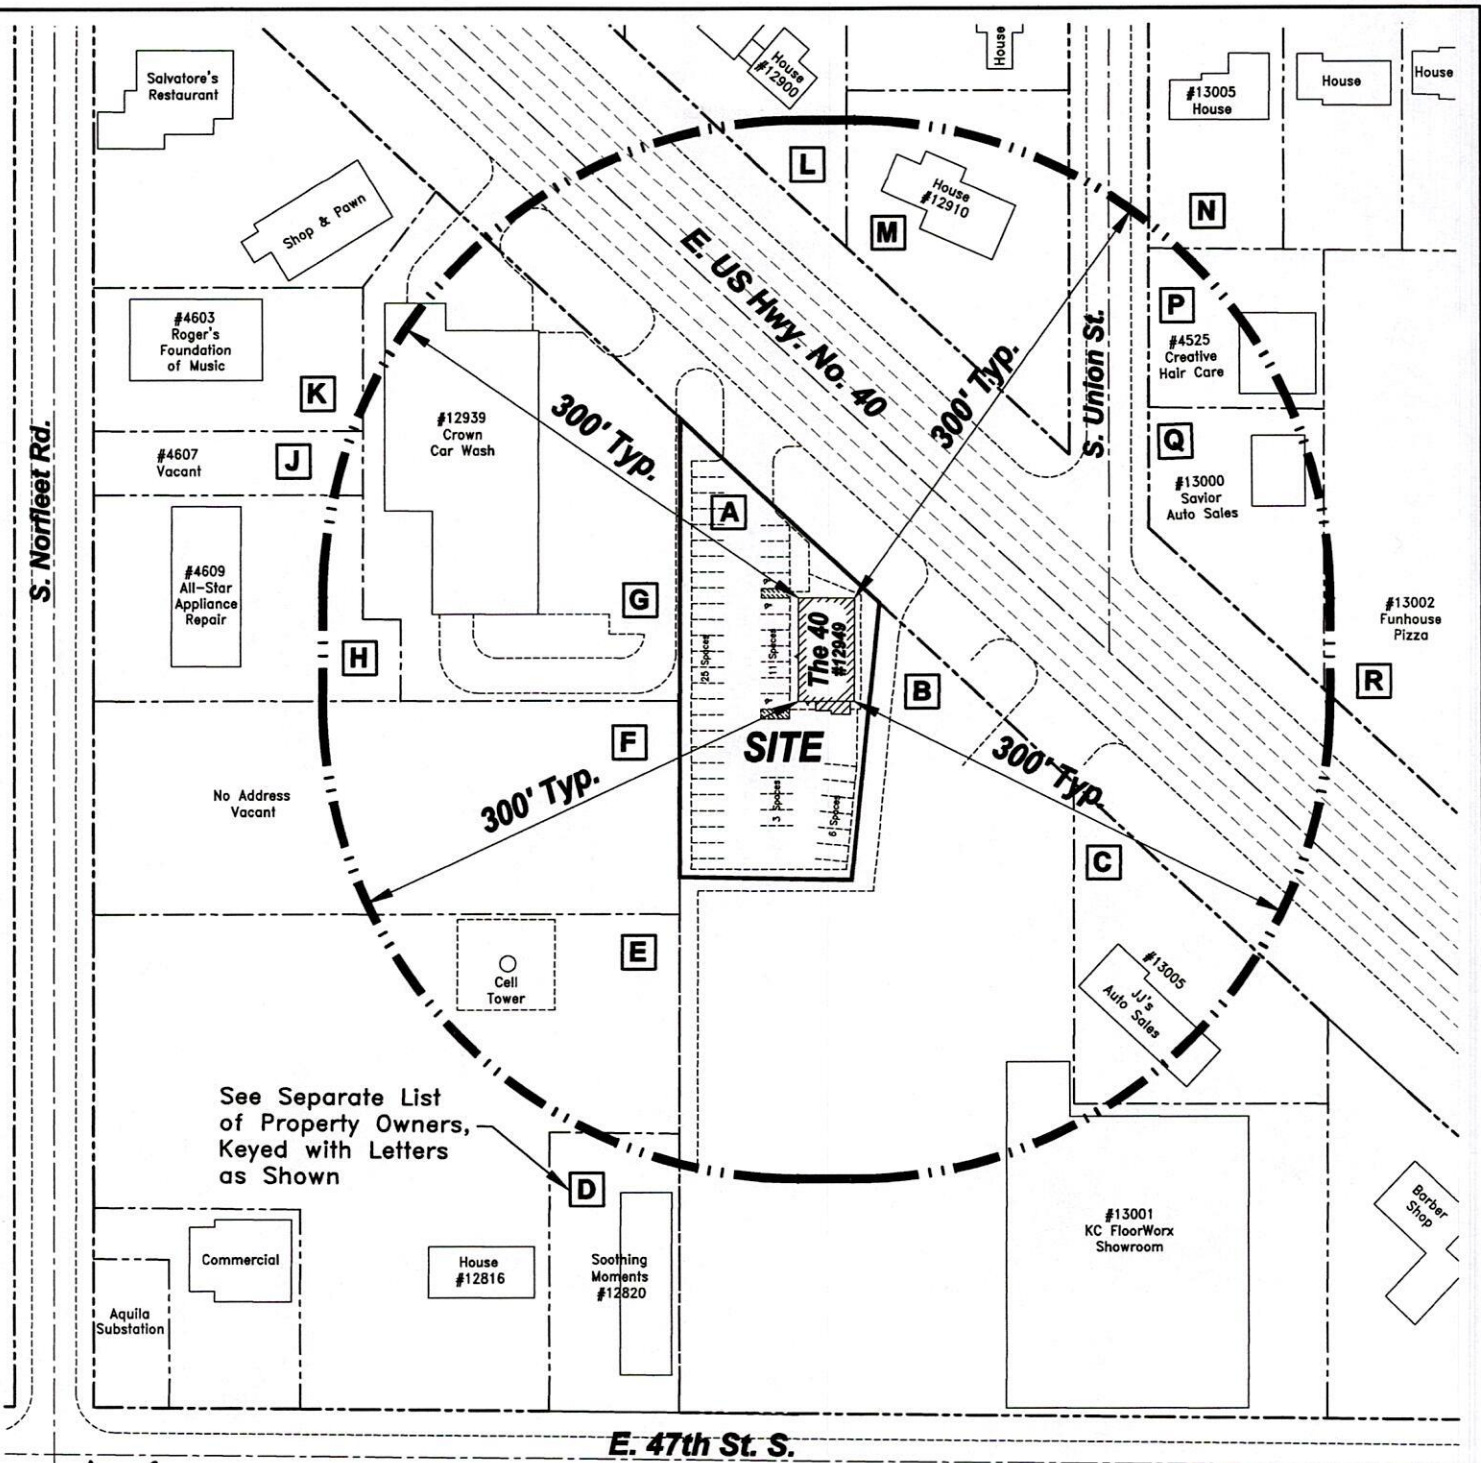 Salvatore's
Restaurant
House
#12900
House
#13005
House
House
House
Shop & Pawn
L
House
#12910
N
M
E. US Hwy. No. 40
#4603
Roger's
Foundation
of Music
P
#4525
Creative
Hair Care
S. Union St.
300' Typ.
K
#12939
Crown
Car Wash
300' Typ.
J
#4607
Vacant
Q
#13000
Savior
Auto Sales
S. Norfleet Rd.
A
#4609
All-Star
Appliance
Repair
G
The 40
#12949
#13002
Funhouse
Pizza
25 Spaces
11 Spaces
H
B
R
F
SITE
300' Typ.
300' Typ.
No Address
Vacant
3 Spaces
6 Spaces
C
E
Cell
Tower
#13005
JJ's
Auto Sales
See Separate List
of Property Owners,
Keyed with Letters
as Shown
D
Barber
Shop
#13001
KC FloorWorx
Showroom
Commercial
House
#12816
Soothing
Moments
#12820
Aquila
Substation
E. 47th St. S.